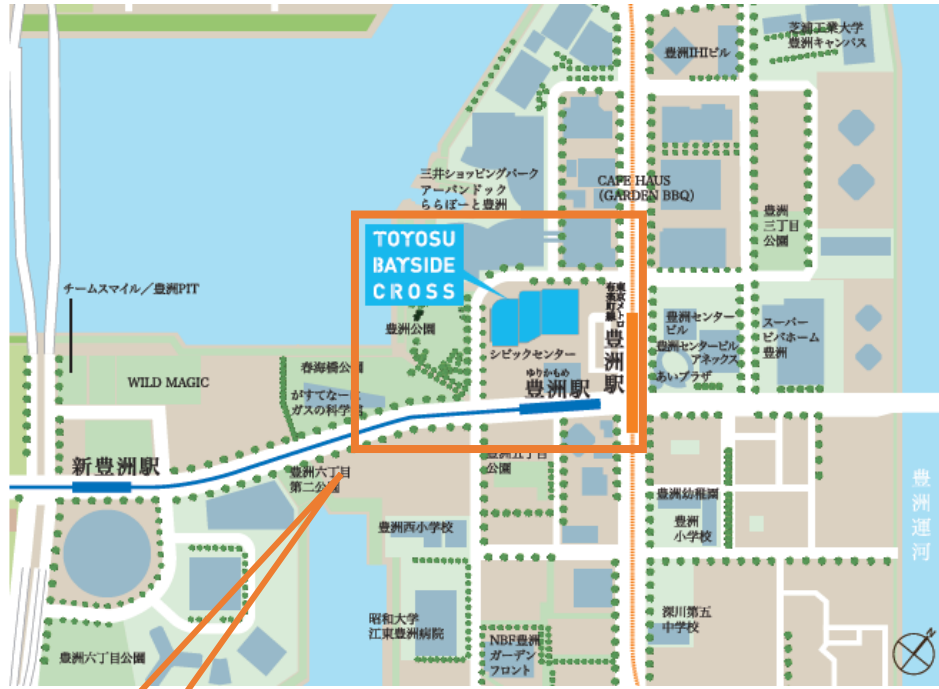 芝浦工業大学
豊洲キャンパス
豊洲IHIビル
三井ショッピングパーク
アーバンドック
ららぽーと豊洲
CAFE HAUS
(GARDEN BBQ)
豊洲
三丁目
公園
TOYOSU
BAYSIDE
CROSS
チームスマイル／豊洲PIT
東京メトロ
有楽町線
豊洲駅
豊洲公園
豊洲センター
ビル
豊洲センタービル
アネックス
あいプラザ
スーパー
ビバホーム
豊洲
シビックセンター
ゆりかもめ
豊洲駅
WILD MAGIC
春海橋公園
がすてなーに
ガスの科学館
新豊洲駅
豊洲六丁目
第二公園
豊洲五丁目
公園
豊洲西小学校
豊洲幼稚園
豊洲
小学校
豊洲運河
昭和大学
江東豊洲病院
深川第五
中学校
NBF豊洲
ガーデン
フロント
豊洲六丁目公園
N